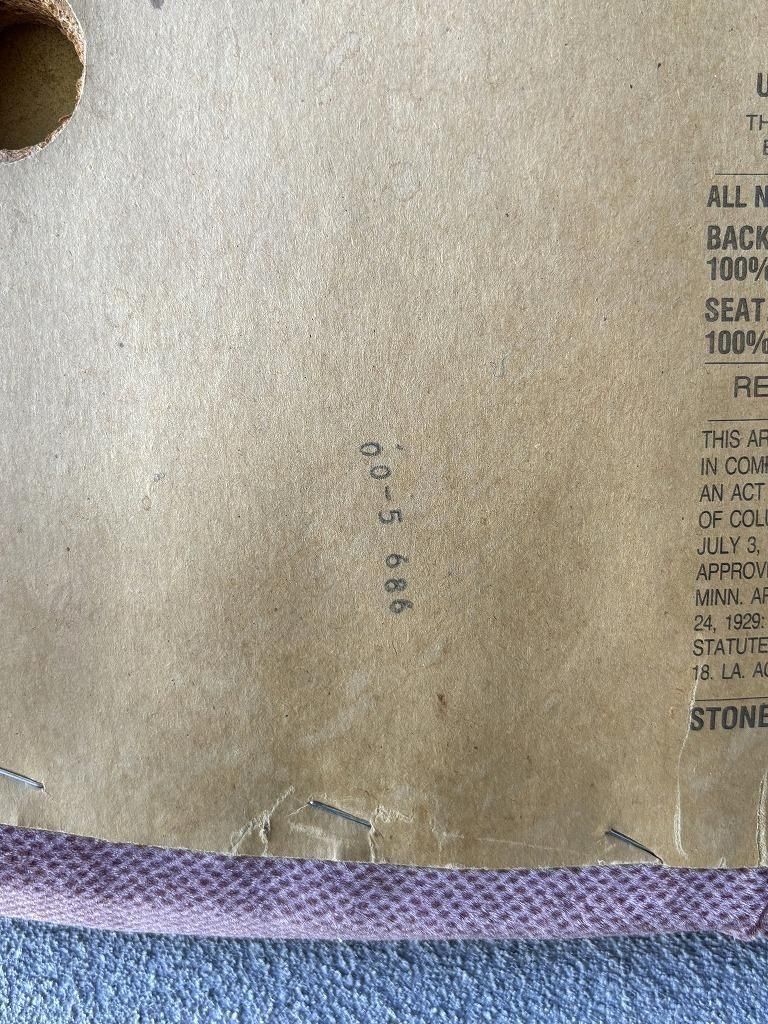 U
TH
E
ALL N
BACK
100%
SEAT
100%
RE
THIS AR
IN COMP
AN ACT
OF COLU
JULY 3,
APPROVE
MINN. AP
24, 1929:
STATUTE
18. LA. AC
STONE
00-5 686